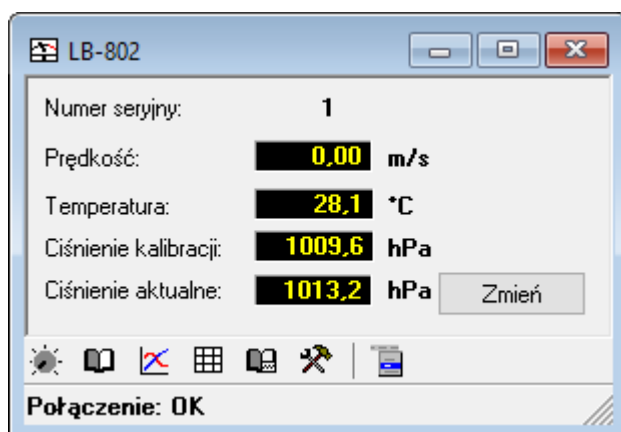 LB-802
Numer seryjny: 1
Prędkość: 0,00 m/s
Temperatura: 28,1 °C
Ciśnienie kalibracji: 1009,6 hPa
Ciśnienie aktualne: 1013,2 hPa Zmień
Połączenie: OK